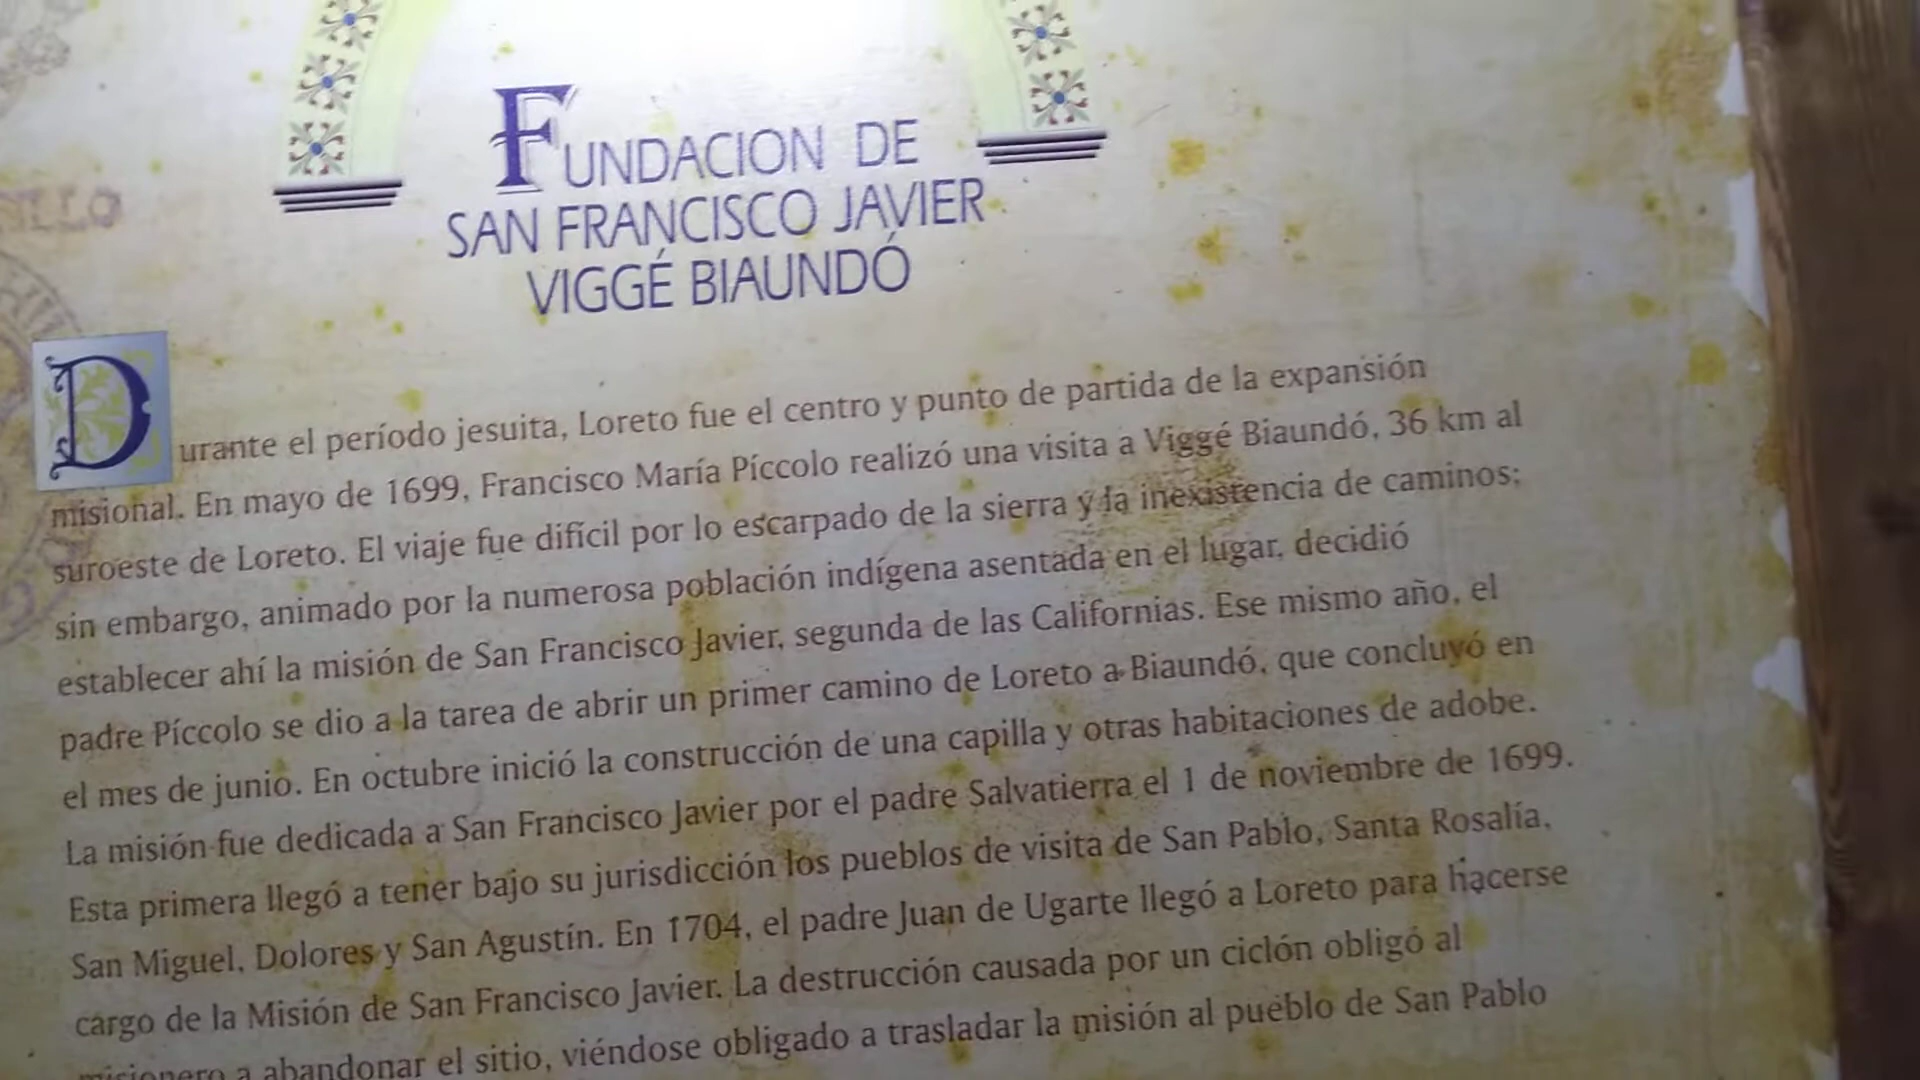 FUNDACION DE
SAN FRANCISCO JAVIER
VIGGÉ BIAUNDÓ
Durante el período jesuita, Loreto fue el centro y punto de partida de la expansión
misional. En mayo de 1699, Francisco María Píccolo realizó una visita a Viggé Biaundó, 36 km al
suroeste de Loreto. El viaje fue difícil por lo escarpado de la sierra y la inexistencia de caminos;
sin embargo, animado por la numerosa población indígena asentada en el lugar, decidió
establecer ahí la misión de San Francisco Javier, segunda de las Californias. Ese mismo año, el
padre Píccolo se dio a la tarea de abrir un primer camino de Loreto a Biaundó, que concluyó en
el mes de junio. En octubre inició la construcción de una capilla y otras habitaciones de adobe.
La misión fue dedicada a San Francisco Javier por el padre Salvatierra el 1 de noviembre de 1699.
Esta primera llegó a tener bajo su jurisdicción los pueblos de visita de San Pablo, Santa Rosalía,
San Miguel, Dolores y San Agustín. En 1704, el padre Juan de Ugarte llegó a Loreto para hacerse
cargo de la Misión de San Francisco Javier. La destrucción causada por un ciclón obligó al
misionero a abandonar el sitio, viéndose obligado a trasladar la misión al pueblo de San Pablo